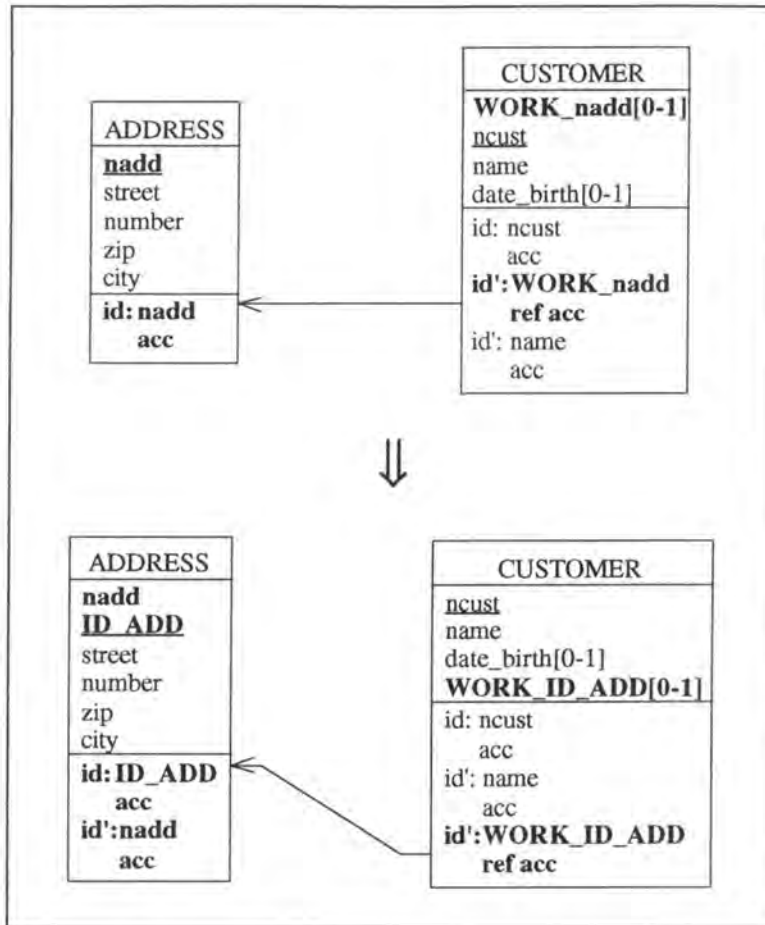 ADDRESS
nadd
street
number
zip
city
id: nadd
acc
CUSTOMER
WORK_nadd[0-1]
ncust
name
date_birth[0-1]
id: ncust
acc
id': WORK_nadd
ref acc
id': name
acc
⇓
ADDRESS
nadd
ID_ADD
street
number
zip
city
id: ID_ADD
acc
id': nadd
acc
CUSTOMER
ncust
name
date_birth[0-1]
WORK_ID_ADD[0-1]
id: ncust
acc
id': name
acc
id': WORK_ID_ADD
ref acc